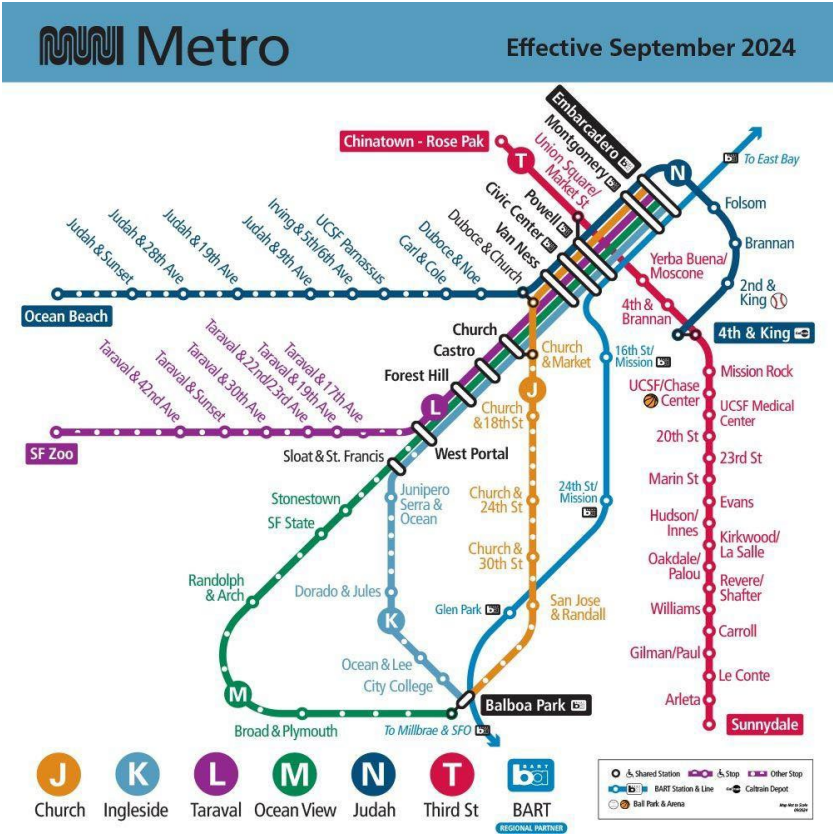 MUNI Metro
Effective September 2024
Embarcadero
Montgomery
Union Square/
Market St
Powell
Civic Center
Van Ness
Duboce & Church
Chinatown - Rose Pak
T
N
To East Bay
Folsom
Brannan
2nd &
King
4th & King
Yerba Buena/
Moscone
4th &
Brannan
Judah & Sunset
Judah & 28th Ave
Judah & 19th Ave
Judah & 9th Ave
Irving & 5th/6th Ave
UCSF Parnassus
Carl & Cole
Duboce & Noe
Ocean Beach
Church
Castro
Forest Hill
L
West Portal
Sloat & St. Francis
Taraval & 42nd Ave
Taraval & Sunset
Taraval & 30th Ave
Taraval & 22nd/23rd Ave
Taraval & 19th Ave
Taraval & 17th Ave
SF Zoo
Church
& Market
J
Church
& 18th St
Church &
24th St
Church &
30th St
San Jose
& Randall
16th St/
Mission
24th St/
Mission
Glen Park
Mission Rock
UCSF/Chase
Center
UCSF Medical
Center
20th St
23rd St
Marin St
Evans
Hudson/
Innes
Kirkwood/
La Salle
Oakdale/
Palou
Revere/
Shafter
Williams
Carroll
Gilman/Paul
Le Conte
Arleta
Sunnydale
Stonestown
SF State
Randolph
& Arch
M
Broad & Plymouth
Junipero
Serra &
Ocean
Dorado & Jules
K
Ocean & Lee
City College
Balboa Park
To Millbrae & SFO
J
Church
K
Ingleside
L
Taraval
M
Ocean View
N
Judah
T
Third St
BART
ba
BART
REGIONAL PARTNER
Shared Station
Stop
Other Stop
BART Station & Line
Caltrain Depot
Ball Park & Arena
Map Not to Scale